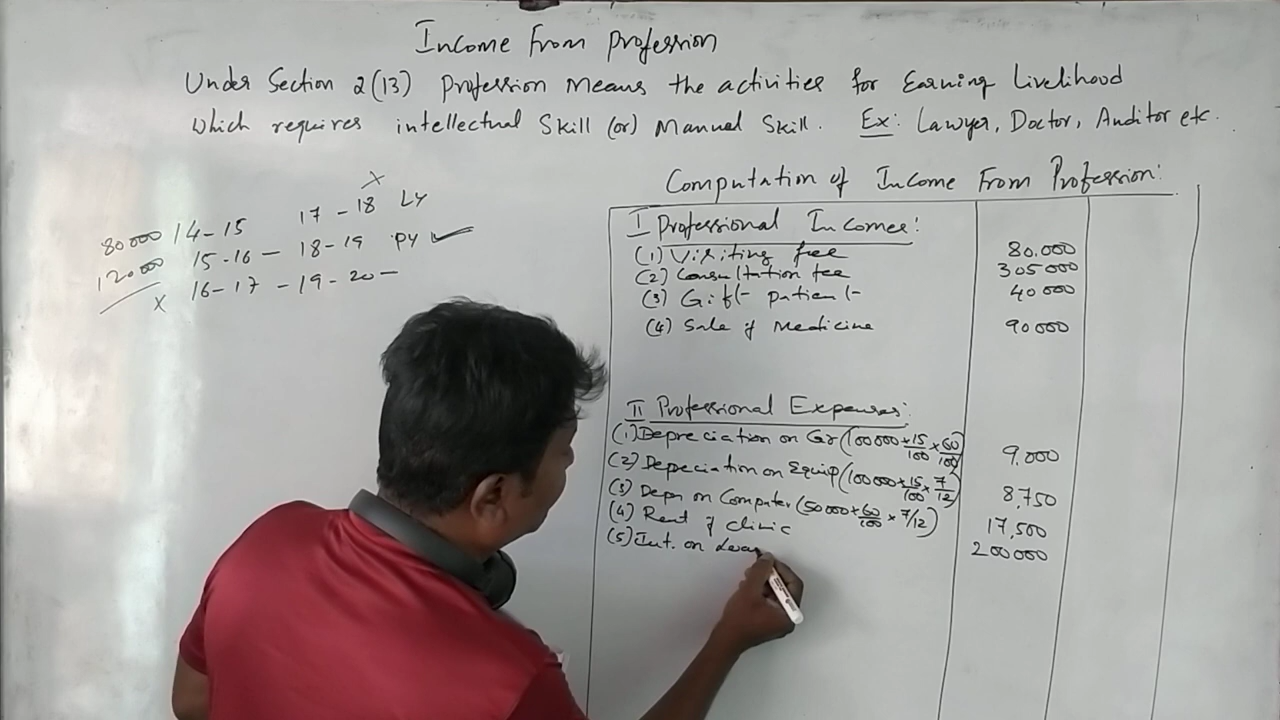 Income From Profession
Under Section 2(13) Profession Means the activities for Earning Livelihood
Which requires intellectual Skill (or) Manual Skill. Ex: Lawyer, Doctor, Auditor etc.
x
80000 14-15 17-18 LY
120000 15-16 - 18-19 PY ✓
x 16-17 - 19-20 -
Computation of Income From Profession:
I Professional Incomes:
(1) Visiting fee 80,000
(2) Consultation fee 305000
(3) Gift - patient - 40000
(4) Sale of Medicine 90000
II Professional Expenses:
(1) Depreciation on Car (100000 × 15/100 × 60/100) 9,000
(2) Depeciation on Equip (100000 × 15/100 × 7/12) 8,750
(3) Depn on Computer (50000 × 60/100 × 7/12) 17,500
(4) Rent of clinic 200000
(5) Int. on Loan